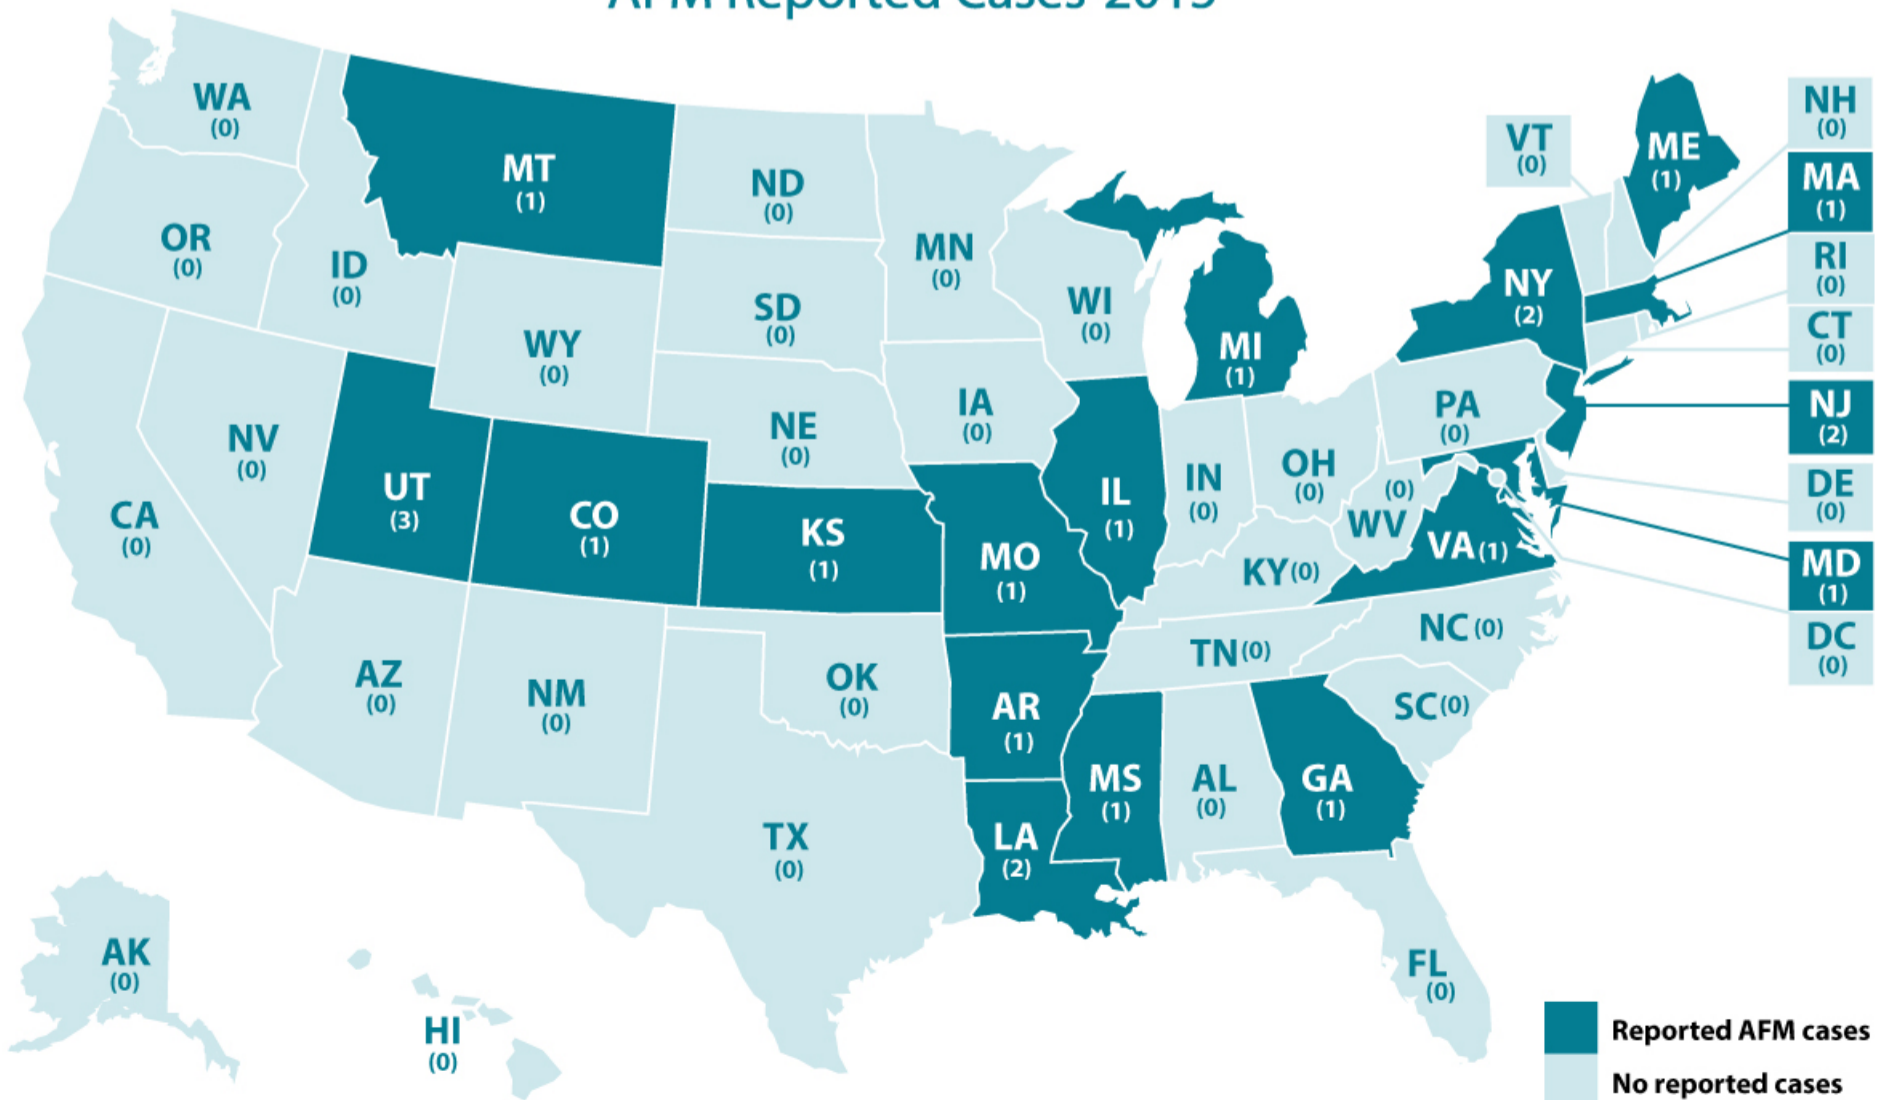 AFM Reported Cases 2015
WA
(0)
OR
(0)
ID
(0)
MT
(1)
ND
(0)
MN
(0)
SD
(0)
WI
(0)
WY
(0)
MI
(1)
VT
(0)
ME
(1)
NY
(2)
NH
(0)
MA
(1)
RI
(0)
CT
(0)
NJ
(2)
DE
(0)
MD
(1)
DC
(0)
CA
(0)
NV
(0)
UT
(3)
CO
(1)
NE
(0)
KS
(1)
IA
(0)
MO
(1)
IL
(1)
IN
(0)
OH
(0)
PA
(0)
(0)
WV
VA (1)
KY (0)
TN (0)
NC (0)
SC (0)
AZ
(0)
NM
(0)
OK
(0)
TX
(0)
AR
(1)
LA
(2)
MS
(1)
AL
(0)
GA
(1)
FL
(0)
AK
(0)
HI
(0)
Reported AFM cases
No reported cases